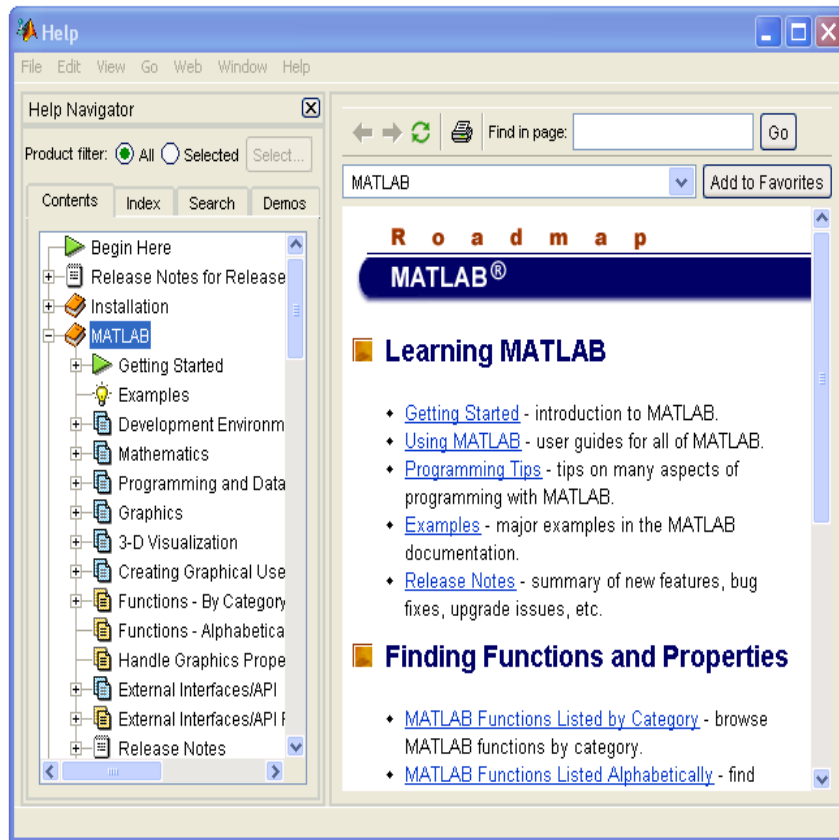 Help
File Edit View Go Web Window Help
Help Navigator
Product filter: All Selected Select...
Contents Index Search Demos
Begin Here
Release Notes for Release
Installation
MATLAB
Getting Started
Examples
Development Environm
Mathematics
Programming and Data
Graphics
3-D Visualization
Creating Graphical Use
Functions - By Category
Functions - Alphabetica
Handle Graphics Prope
External Interfaces/API
External Interfaces/API F
Release Notes
Find in page: Go
MATLAB Add to Favorites
Roadmap
MATLAB®
Learning MATLAB
Getting Started - introduction to MATLAB.
Using MATLAB - user guides for all of MATLAB.
Programming Tips - tips on many aspects of
programming with MATLAB.
Examples - major examples in the MATLAB
documentation.
Release Notes - summary of new features, bug
fixes, upgrade issues, etc.
Finding Functions and Properties
MATLAB Functions Listed by Category - browse
MATLAB functions by category.
MATLAB Functions Listed Alphabetically - find